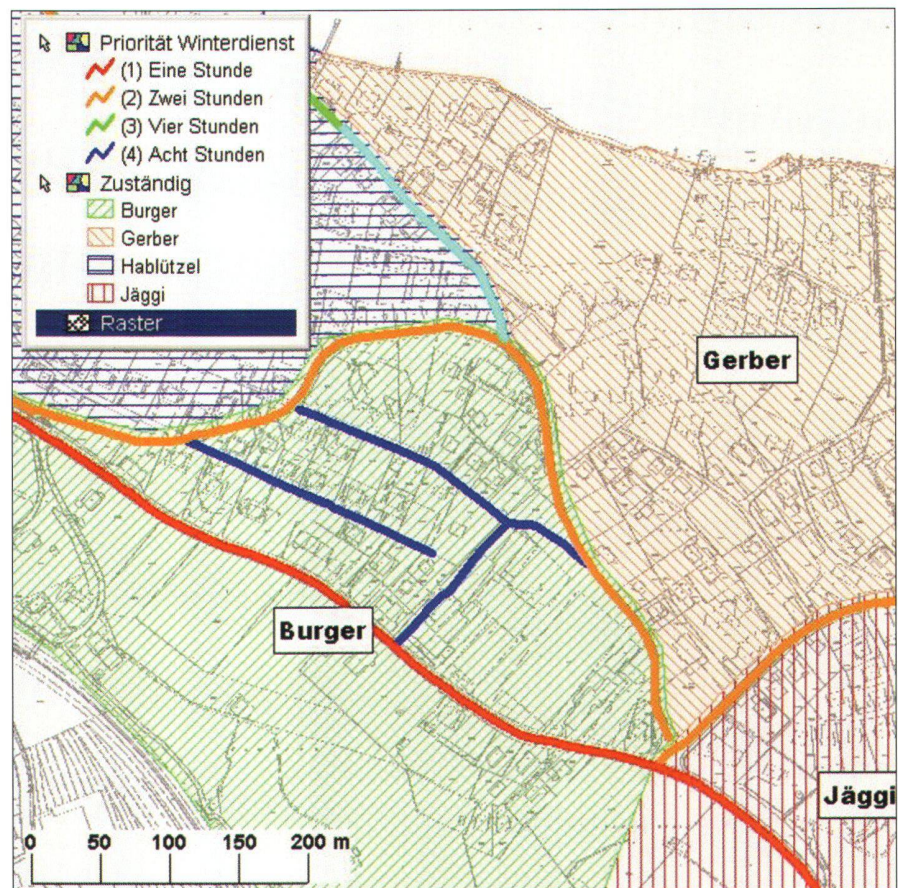 Priorität Winterdienst
(1) Eine Stunde
(2) Zwei Stunden
(3) Vier Stunden
(4) Acht Stunden
Zuständig
Burger
Gerber
Hablützel
Jäggi
Raster
Gerber
Burger
Jäggi
0 50 100 150 200 m